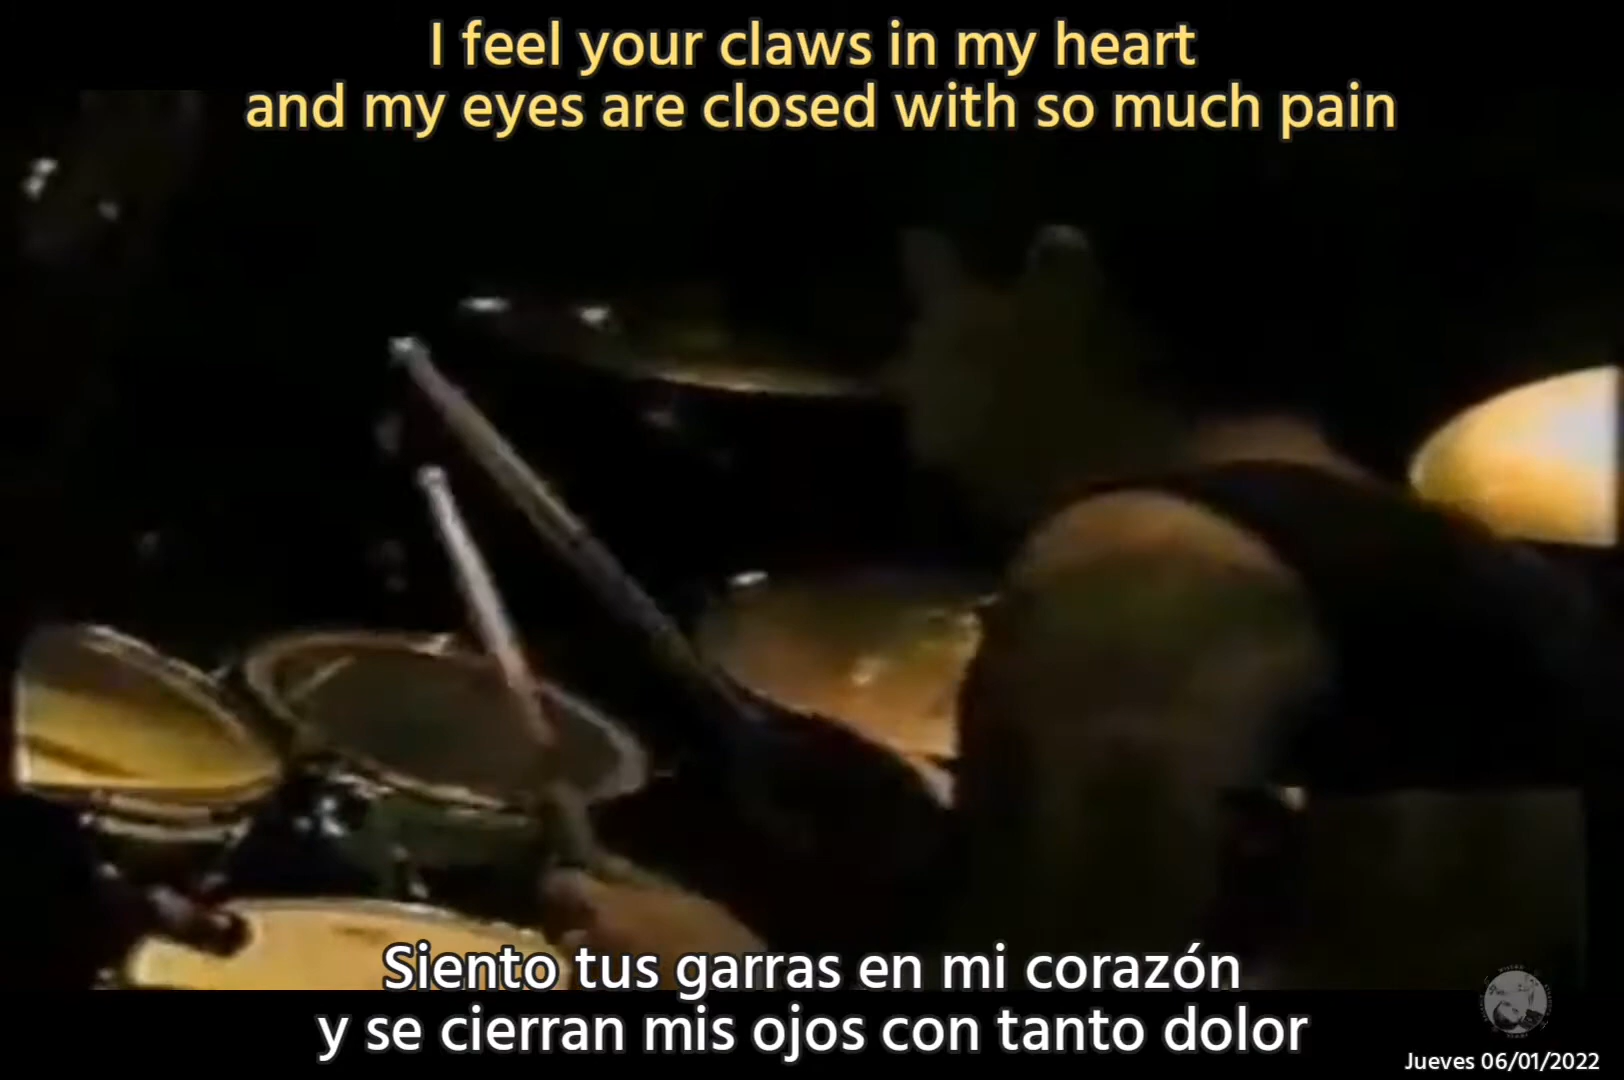 I feel your claws in my heart
and my eyes are closed with so much pain
Siento tus garras en mi corazón
y se cierran mis ojos con tanto dolor
Jueves 06/01/2022